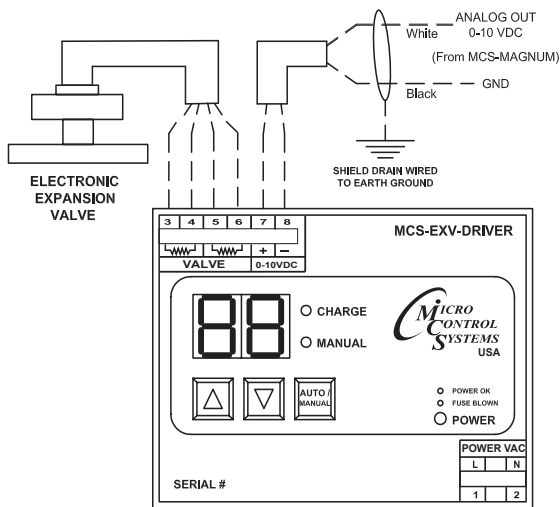 White
ANALOG OUT
0-10 VDC
(From MCS-MAGNUM)
Black
GND
SHIELD DRAIN WIRED
TO EARTH GROUND
ELECTRONIC
EXPANSION
VALVE
3 4 5 6 7 8
+ −
VALVE 0-10VDC
MCS-EXV-DRIVER
88
CHARGE
MANUAL
MICRO
CONTROL
SYSTEMS
USA
AUTO /
MANUAL
POWER OK
FUSE BLOWN
POWER
POWER VAC
L N
1 2
SERIAL #